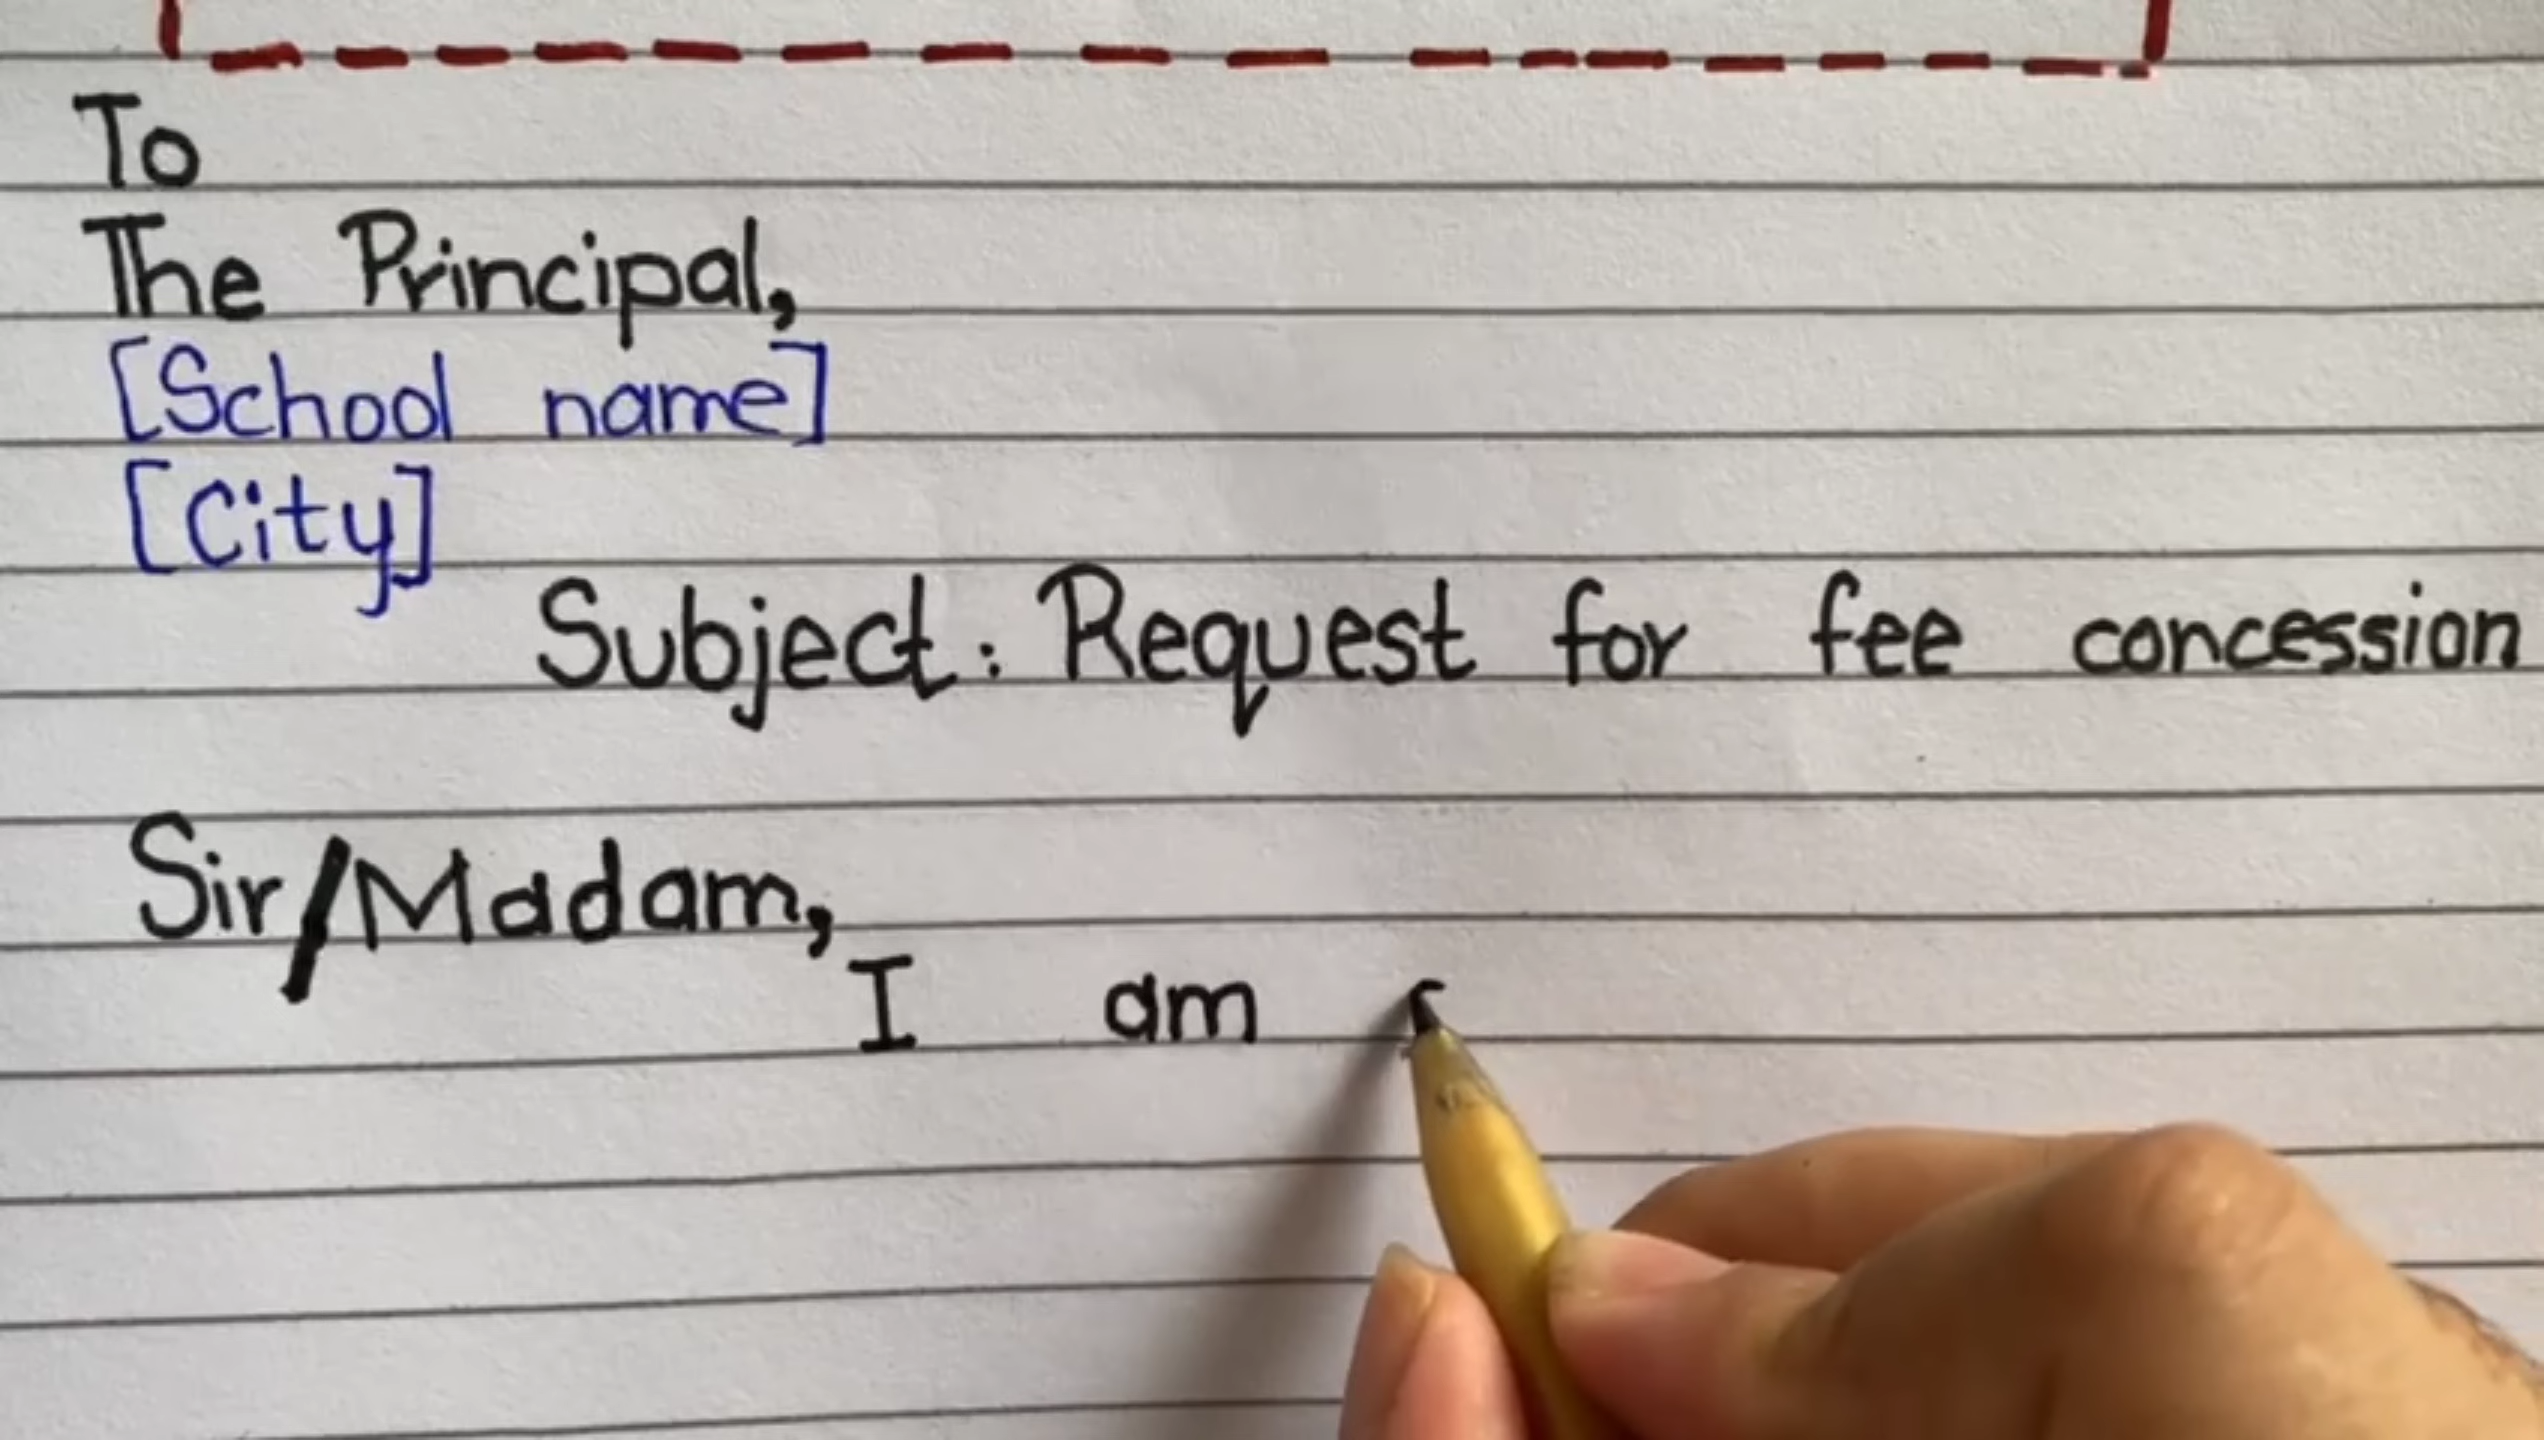 To
The Principal,
[School name]
[City]
Subject: Request for fee concession
Sir/Madam,
I am